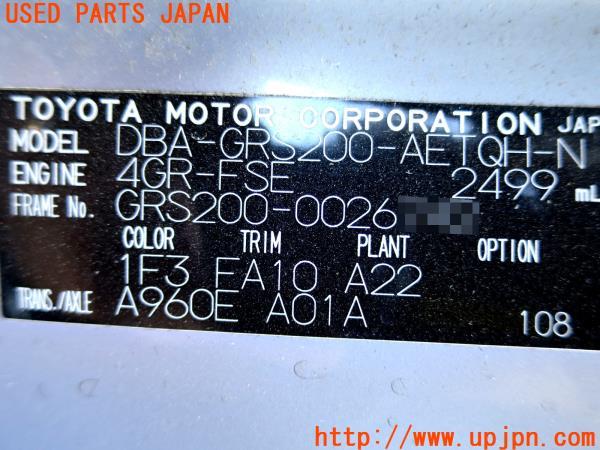 USED PARTS JAPAN
TOYOTA MOTOR CORPORATION JAP
MODEL DBA-GRS200-AETQH-N
ENGINE 4GR-FSE 2499 mL
FRAME No. GRS200-0026
COLOR TRIM PLANT OPTION
1F3 FA10 A22
TRANS./AXLE A960E A01A
108
UPJ
http://www.upjpn.com